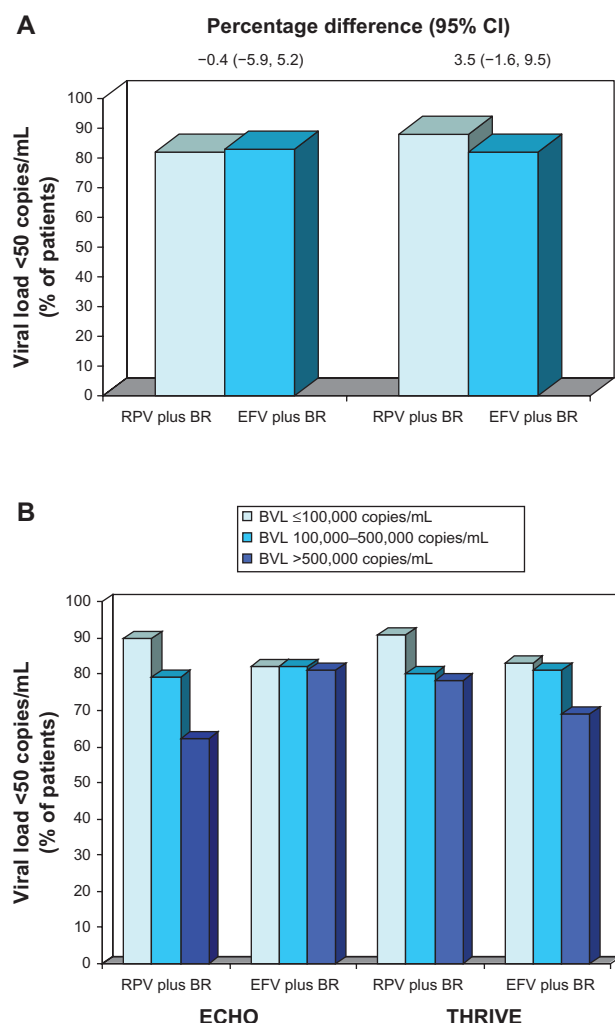 A
Percentage difference (95% CI)
−0.4 (−5.9, 5.2) 3.5 (−1.6, 9.5)
Viral load <50 copies/mL
(% of patients)
100
90
80
70
60
50
40
30
20
10
0
RPV plus BR EFV plus BR RPV plus BR EFV plus BR
B
BVL ≤100,000 copies/mL
BVL 100,000–500,000 copies/mL
BVL >500,000 copies/mL
Viral load <50 copies/mL
(% of patients)
100
90
80
70
60
50
40
30
20
10
0
RPV plus BR EFV plus BR RPV plus BR EFV plus BR
ECHO THRIVE